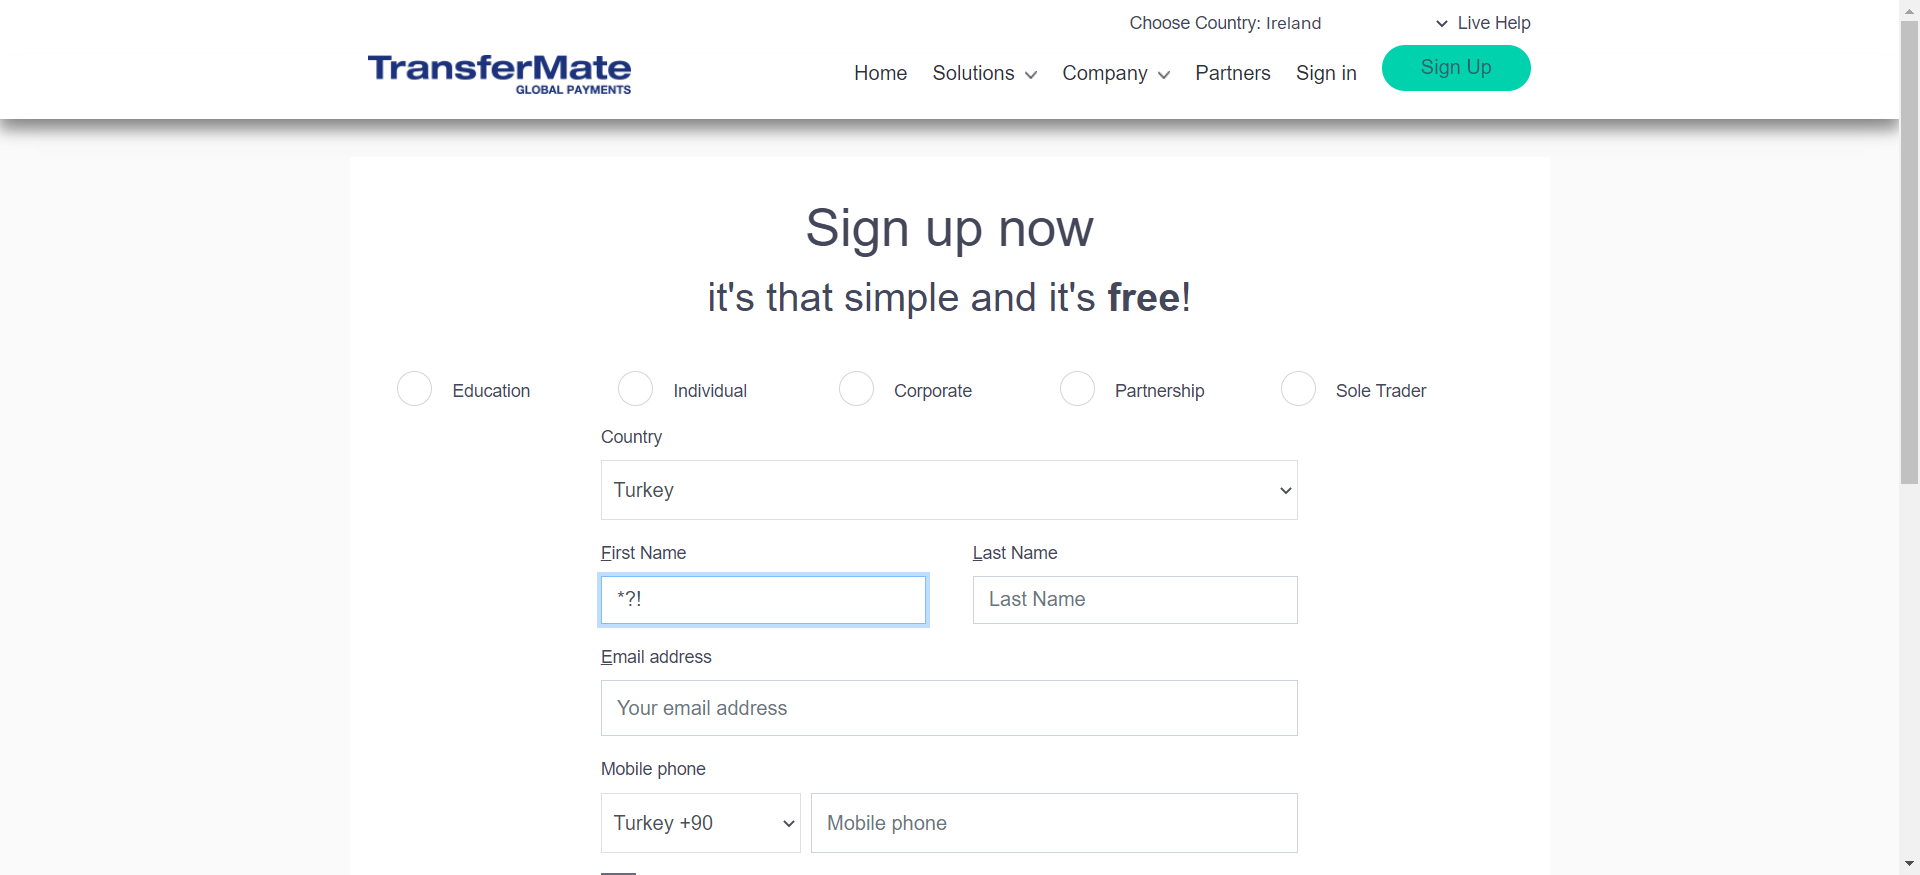 Choose Country: Ireland Live Help
TransferMate
GLOBAL PAYMENTS
Home Solutions Company Partners Sign in Sign Up
Sign up now
it's that simple and it's free!
Education Individual Corporate Partnership Sole Trader
Country
Turkey
First Name Last Name
*?! Last Name
Email address
Your email address
Mobile phone
Turkey +90 Mobile phone